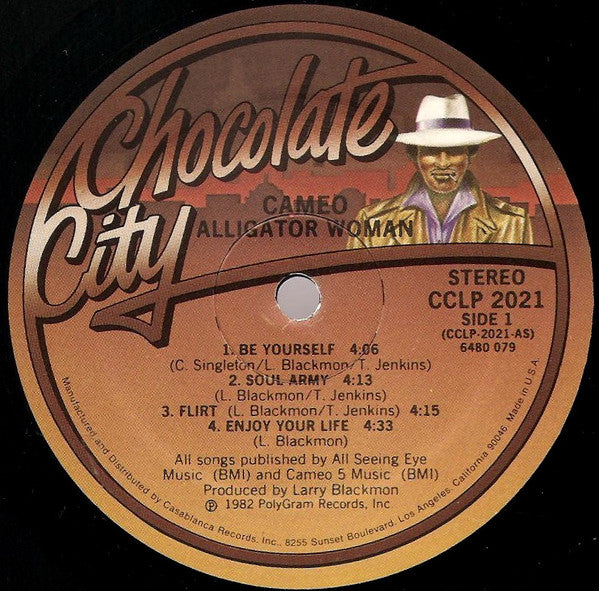 Chocolate
City
CAMEO
ALLIGATOR WOMAN
STEREO
CCLP 2021
SIDE 1
(CCLP-2021-AS)
6480 079
1. BE YOURSELF 4:06
(C. Singleton/L. Blackmon/T. Jenkins)
2. SOUL ARMY 4:13
(L. Blackmon/T. Jenkins)
3. FLIRT (L. Blackmon/T. Jenkins) 4:15
4. ENJOY YOUR LIFE 4:33
(L. Blackmon)
All songs published by All Seeing Eye
Music (BMI) and Cameo 5 Music (BMI)
Produced by Larry Blackmon
Ⓟ 1982 PolyGram Records, Inc
Manufactured and Distributed by Casablanca Records, Inc., 8255 Sunset Boulevard, Los Angeles, California 90046 Made in U.S.A.